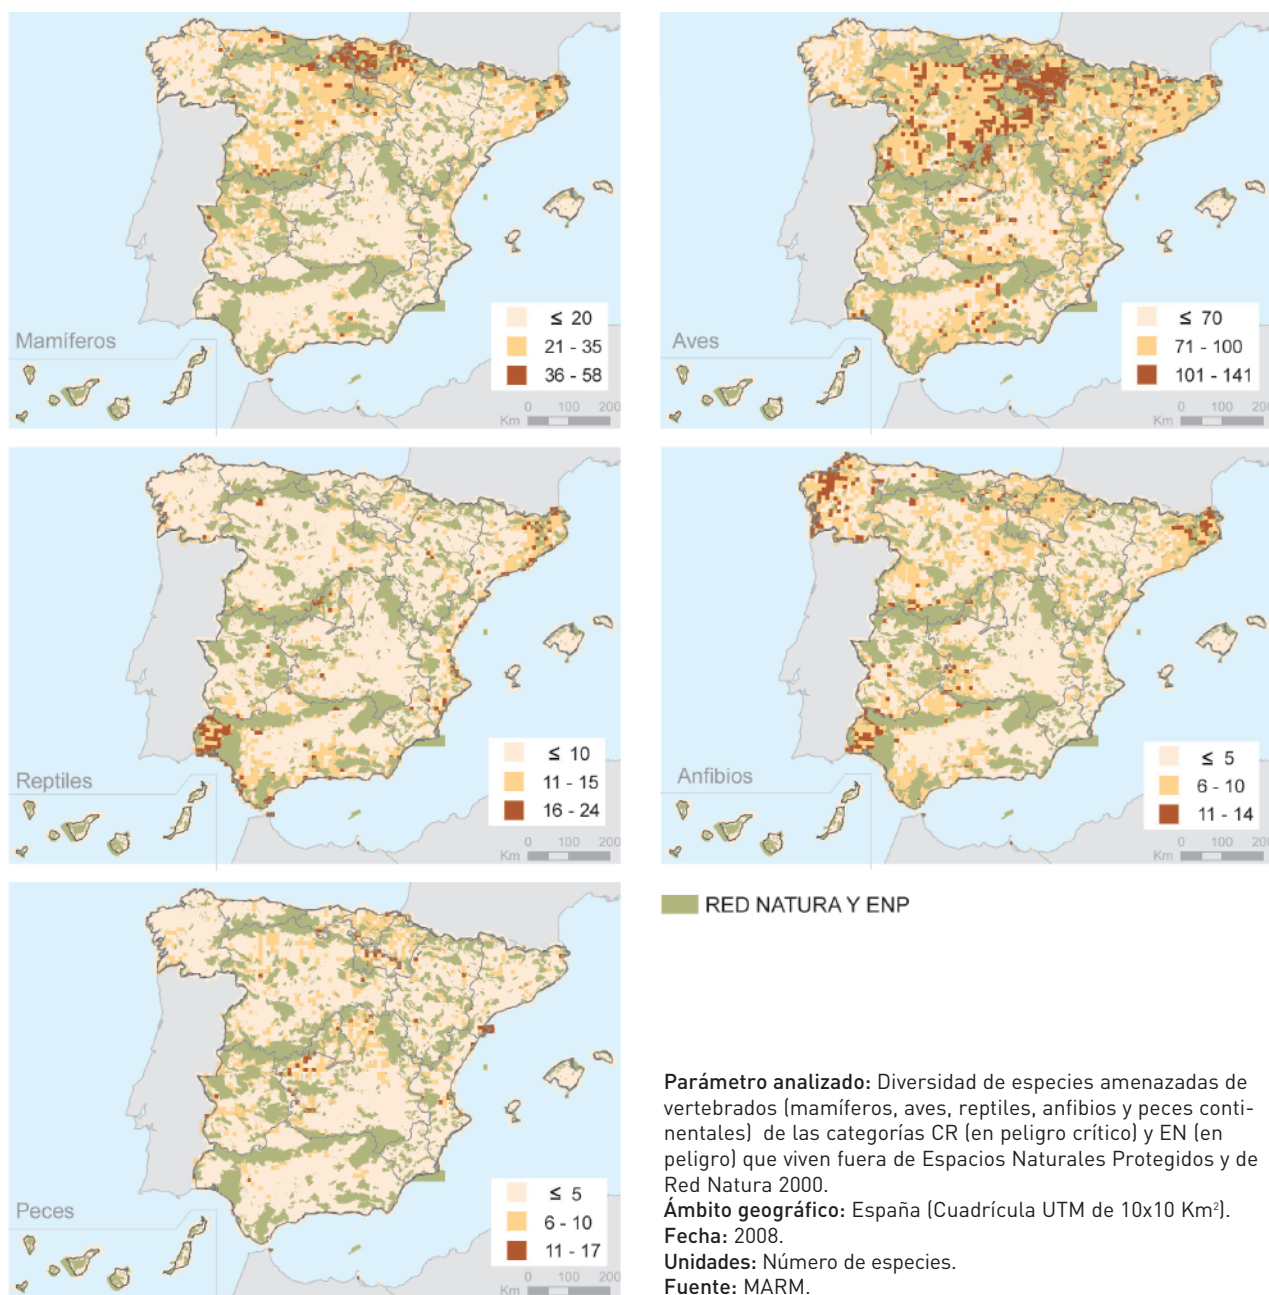 Mamíferos
≤ 20
21 - 35
36 - 58
0 100 200
Km
Aves
≤ 70
71 - 100
101 - 141
0 100 200
Km
Reptiles
≤ 10
11 - 15
16 - 24
0 100 200
Km
Anfibios
≤ 5
6 - 10
11 - 14
0 100 200
Km
Peces
≤ 5
6 - 10
11 - 17
0 100 200
Km
RED NATURA Y ENP
Parámetro analizado: Diversidad de especies amenazadas de
vertebrados (mamíferos, aves, reptiles, anfibios y peces conti-
nentales) de las categorías CR (en peligro crítico) y EN (en
peligro) que viven fuera de Espacios Naturales Protegidos y de
Red Natura 2000.
Ámbito geográfico: España (Cuadrícula UTM de 10x10 Km²).
Fecha: 2008.
Unidades: Número de especies.
Fuente: MARM.